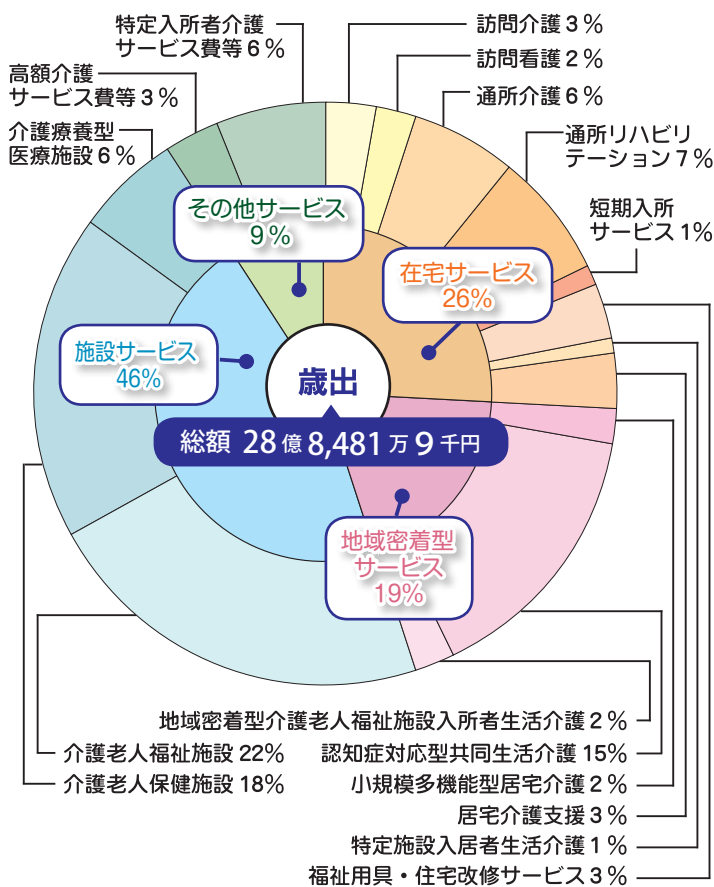 特定入所者介護
サービス費等 6 %
高額介護
サービス費等 3 %
介護療養型
医療施設 6 %
訪問介護 3 %
訪問看護 2 %
通所介護 6 %
通所リハビリ
テーション 7 %
短期入所
サービス 1%
その他サービス
9 %
在宅サービス
26%
施設サービス
46%
歳出
総額 28 億 8,481 万 9 千円
地域密着型
サービス
19%
地域密着型介護老人福祉施設入所者生活介護 2 %
介護老人福祉施設 22%
認知症対応型共同生活介護 15%
介護老人保健施設 18%
小規模多機能型居宅介護 2 %
居宅介護支援 3 %
特定施設入居者生活介護 1 %
福祉用具・住宅改修サービス 3 %